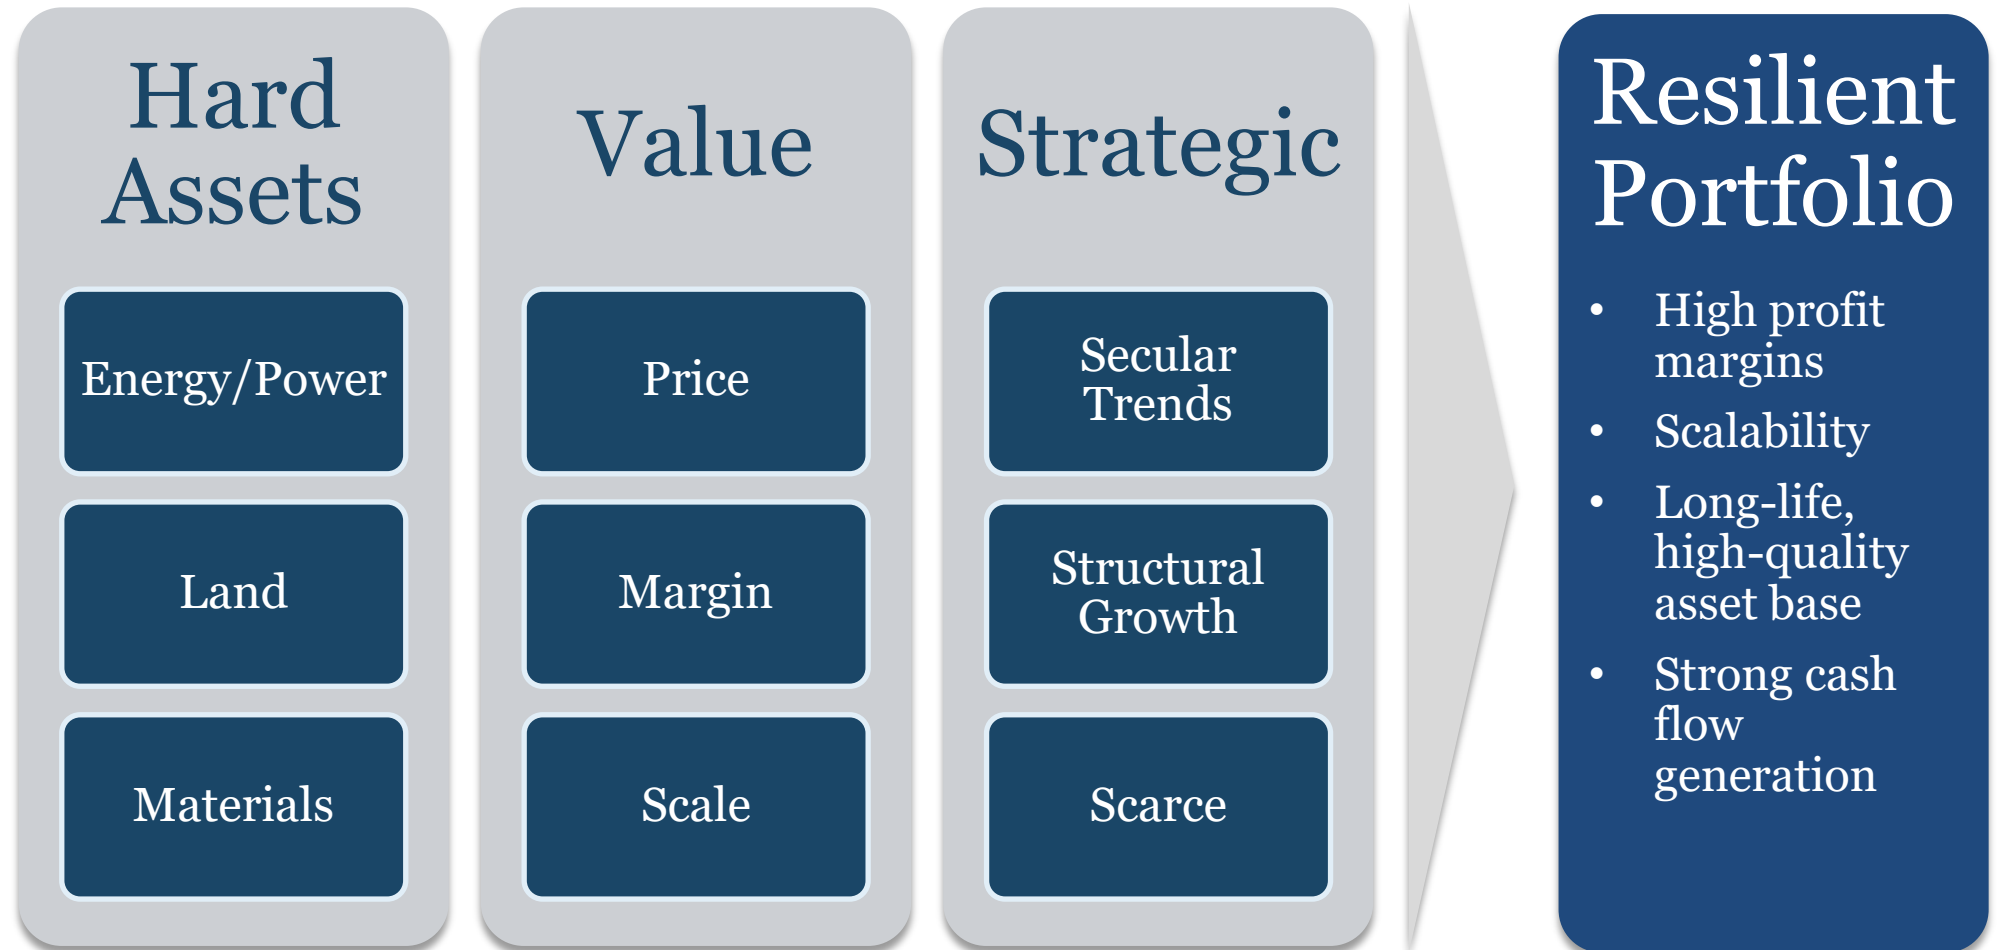 Hard
Assets
Energy/Power
Land
Materials
Value
Price
Margin
Scale
Strategic
Secular
Trends
Structural
Growth
Scarce
Resilient
Portfolio
• High profit
margins
• Scalability
• Long-life,
high-quality
asset base
• Strong cash
flow
generation